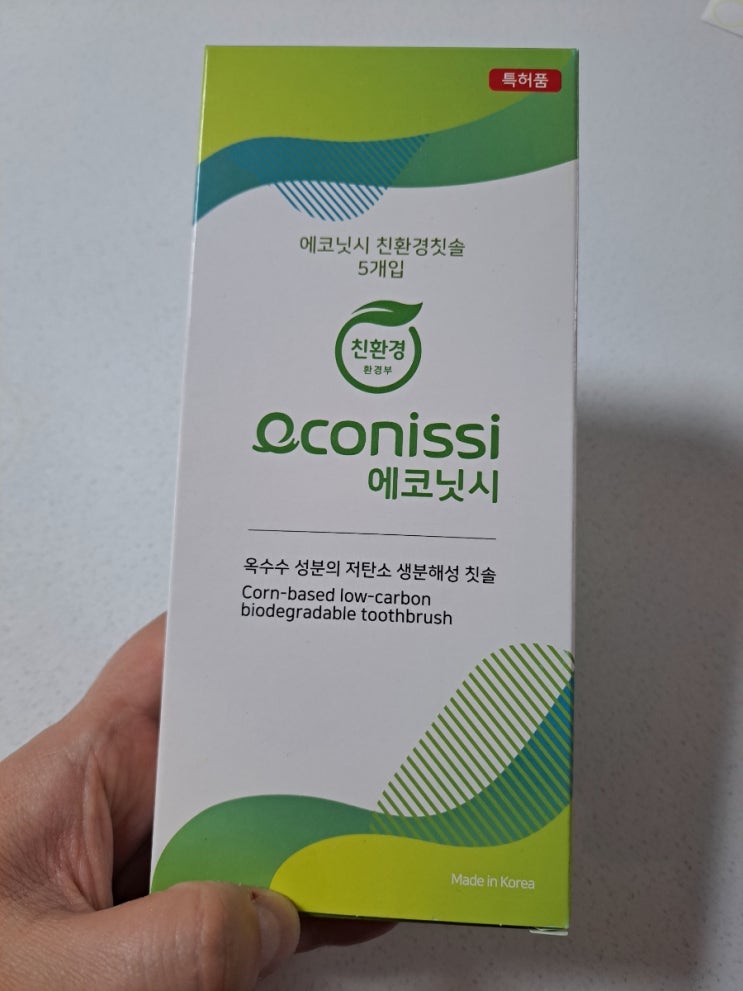 특허품
에코닛시 친환경칫솔
5개입
친환경
환경부
econissi
에코닛시
옥수수 성분의 저탄소 생분해성 칫솔
Corn-based low-carbon
biodegradable toothbrush
Made in Korea